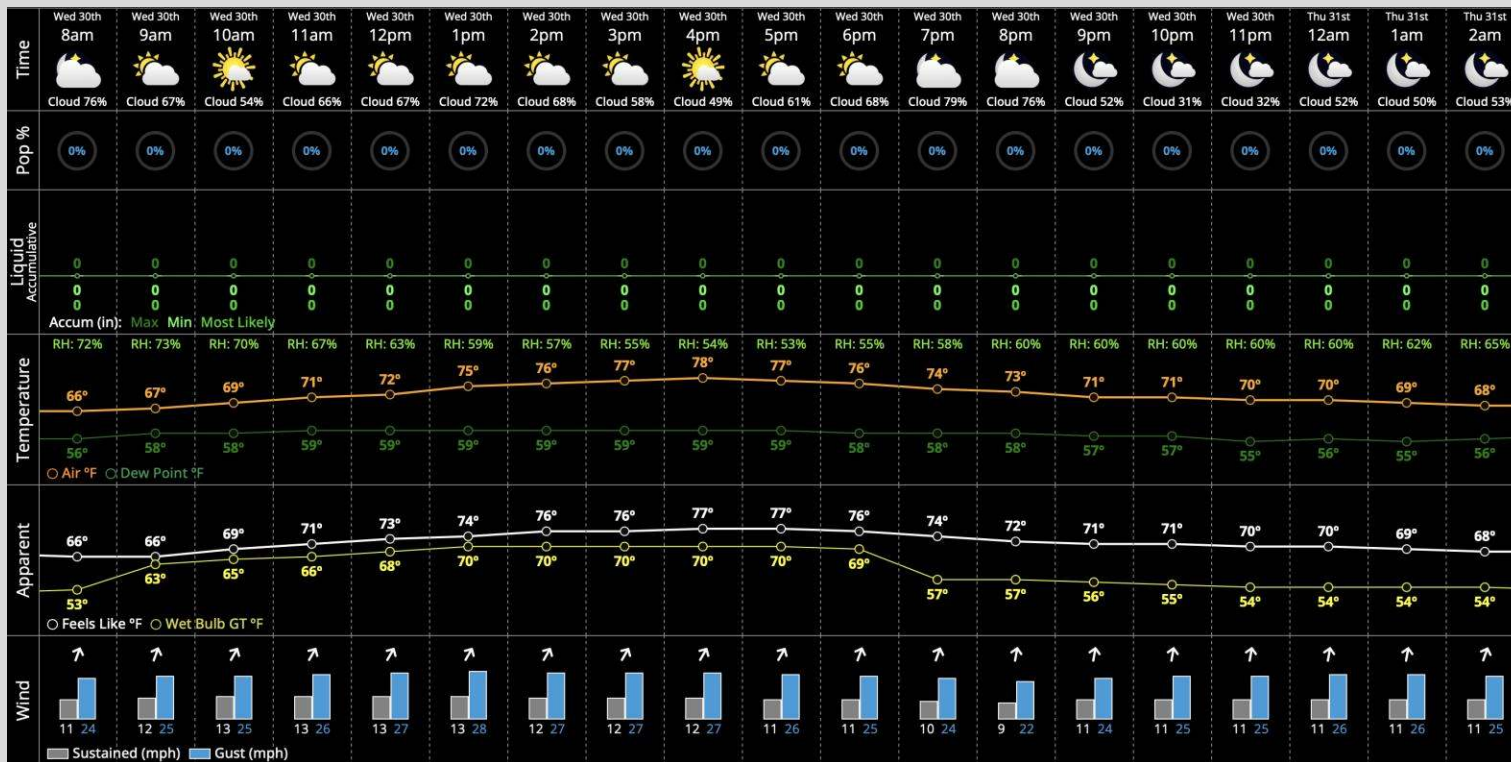 Time
Wed 30th Wed 30th Wed 30th Wed 30th Wed 30th Wed 30th Wed 30th Wed 30th Wed 30th Wed 30th Wed 30th Wed 30th Wed 30th Wed 30th Wed 30th Wed 30th Thu 31st Thu 31st Thu 31st
8am 9am 10am 11am 12pm 1pm 2pm 3pm 4pm 5pm 6pm 7pm 8pm 9pm 10pm 11pm 12am 1am 2am
Cloud 76% Cloud 67% Cloud 54% Cloud 66% Cloud 67% Cloud 72% Cloud 68% Cloud 58% Cloud 49% Cloud 61% Cloud 68% Cloud 79% Cloud 76% Cloud 52% Cloud 31% Cloud 32% Cloud 52% Cloud 50% Cloud 53%
Pop %
0% 0% 0% 0% 0% 0% 0% 0% 0% 0% 0% 0% 0% 0% 0% 0% 0% 0% 0%
Liquid
Accumulative
0 0 0 0 0 0 0 0 0 0 0 0 0 0 0 0 0 0 0
0 0 0 0 0 0 0 0 0 0 0 0 0 0 0 0 0 0 0
0 0 0 0 0 0 0 0 0 0 0 0 0 0 0 0 0 0 0
Accum (in): Max Min Most Likely
Temperature
RH: 72% RH: 73% RH: 70% RH: 67% RH: 63% RH: 59% RH: 57% RH: 55% RH: 54% RH: 53% RH: 55% RH: 58% RH: 60% RH: 60% RH: 60% RH: 60% RH: 60% RH: 62% RH: 65%
66° 67° 69° 71° 72° 75° 76° 77° 78° 77° 76° 74° 73° 71° 71° 70° 70° 69° 68°
56° 58° 58° 59° 59° 59° 59° 59° 59° 59° 58° 58° 58° 57° 57° 55° 56° 55° 56°
Air °F Dew Point °F
Apparent
66° 66° 69° 71° 73° 74° 76° 76° 77° 77° 76° 74° 72° 71° 71° 70° 70° 69° 68°
53° 63° 65° 66° 68° 70° 70° 70° 70° 70° 69° 57° 57° 56° 55° 54° 54° 54° 54°
Feels Like °F Wet Bulb GT °F
Wind
11 24 12 25 13 25 13 26 13 27 13 28 12 27 12 27 12 27 11 26 11 25 10 24 9 22 11 24 11 25 11 25 11 26 11 26 11 25
Sustained (mph) Gust (mph)